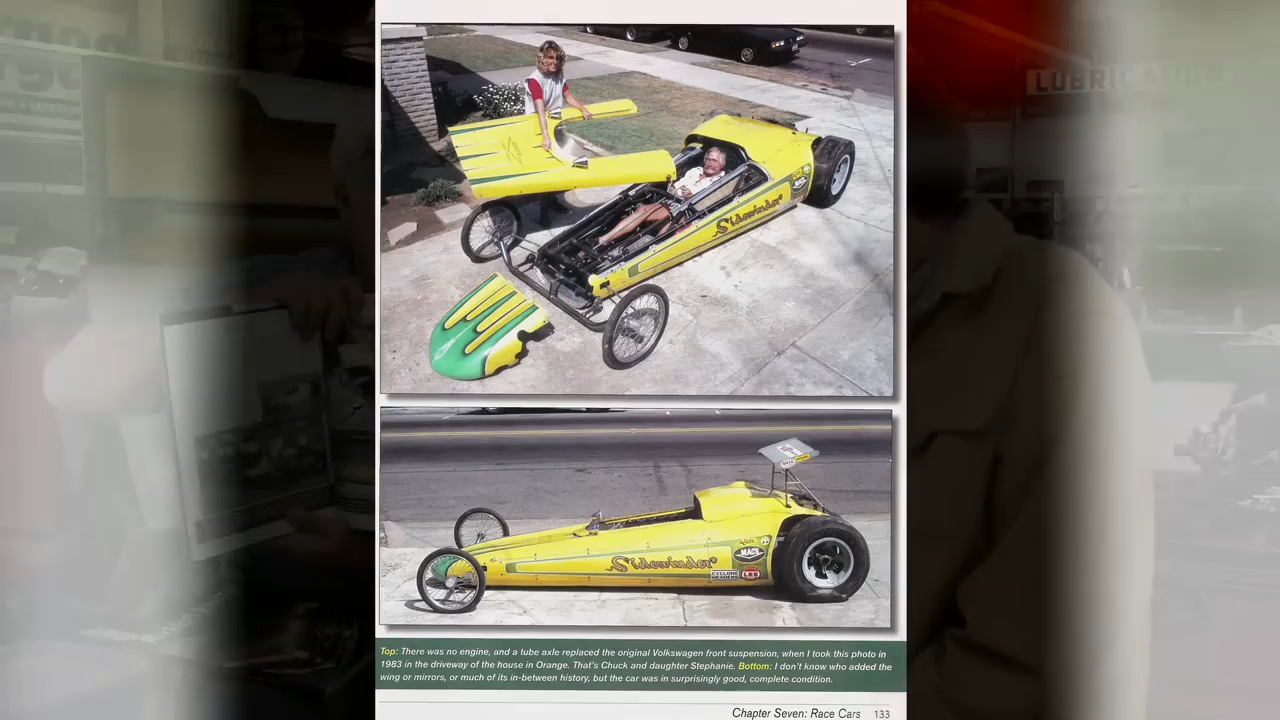 LUBRICATION
Sidewinder
Sidewinder
MAC'S
CYCLONE
HEADERS
Top: There was no engine, and a tube axle replaced the original Volkswagen front suspension, when I took this photo in
1983 in the driveway of the house in Orange. That's Chuck and daughter Stephanie. Bottom: I don't know who added the
wing or mirrors, or much of its in-between history, but the car was in surprisingly good, complete condition.
Chapter Seven: Race Cars 133